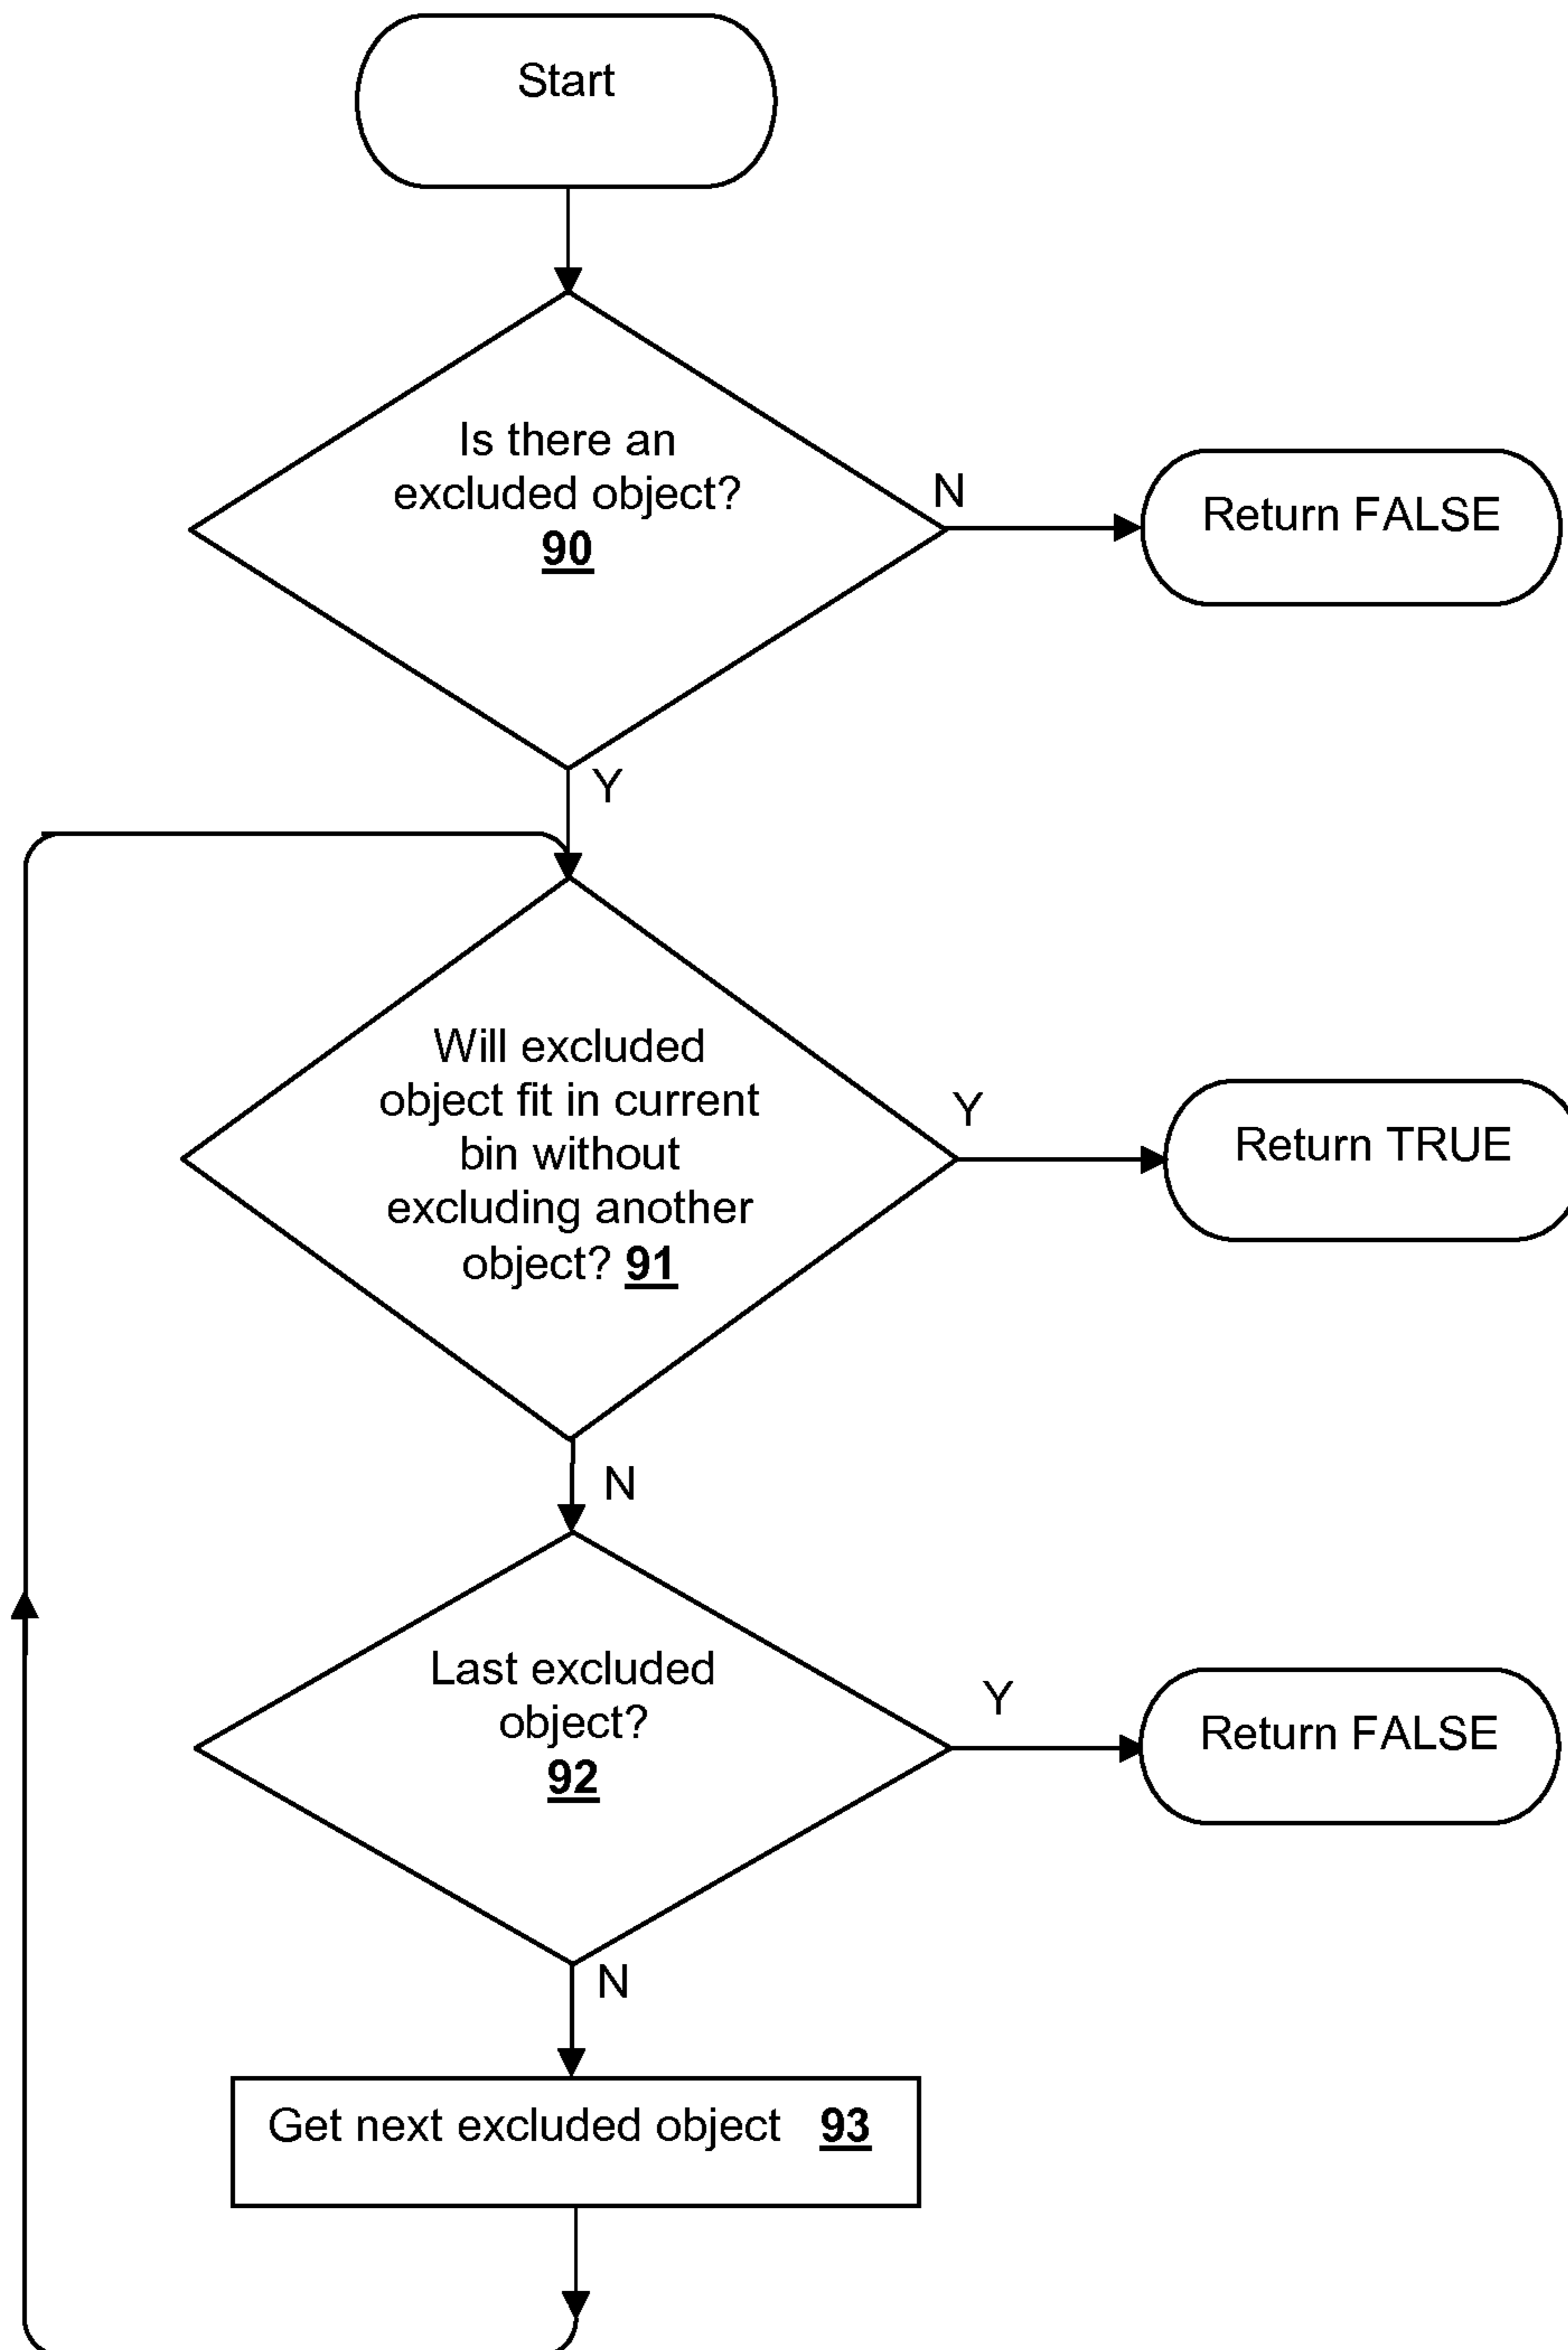 Start
Is there an
excluded object?
90
N
Return FALSE
Y
Will excluded
object fit in current
bin without
excluding another
object? 91
Y
Return TRUE
N
Last excluded
object?
92
Y
Return FALSE
N
Get next excluded object 93